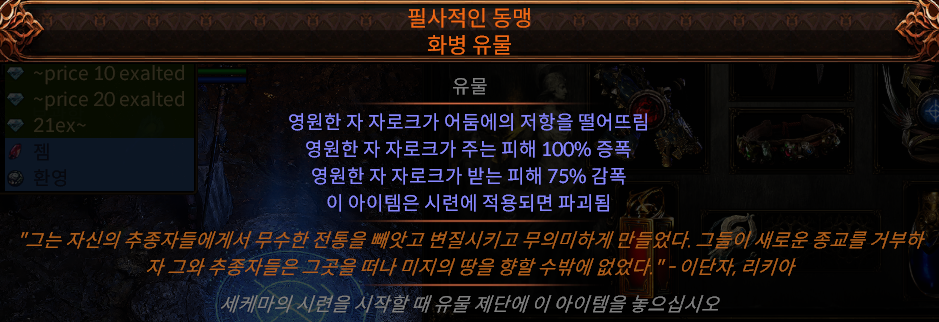 필사적인 동맹
화병 유물
~price 10 exalted
~price 20 exalted
21ex~
젬
환영
유물
영원한 자 자로크가 어둠에의 저항을 떨어드림
영원한 자 자로크가 주는 피해 100% 증폭
영원한 자 자로크가 받는 피해 75% 감폭
이 아이템은 시련에 적용되면 파괴됨
"그는 자신의 추종자들에게서 무수한 전통을 빼앗고 변질시키고 무의미하게 만들었다. 그들이 새로운 종교를 거부하
자 그와 추종자들은 그곳을 떠나 미지의 땅을 향할 수밖에 없었다." - 이단자, 리키아
세케마의 시련을 시작할 때 유물 제단에 이 아이템을 놓으십시오